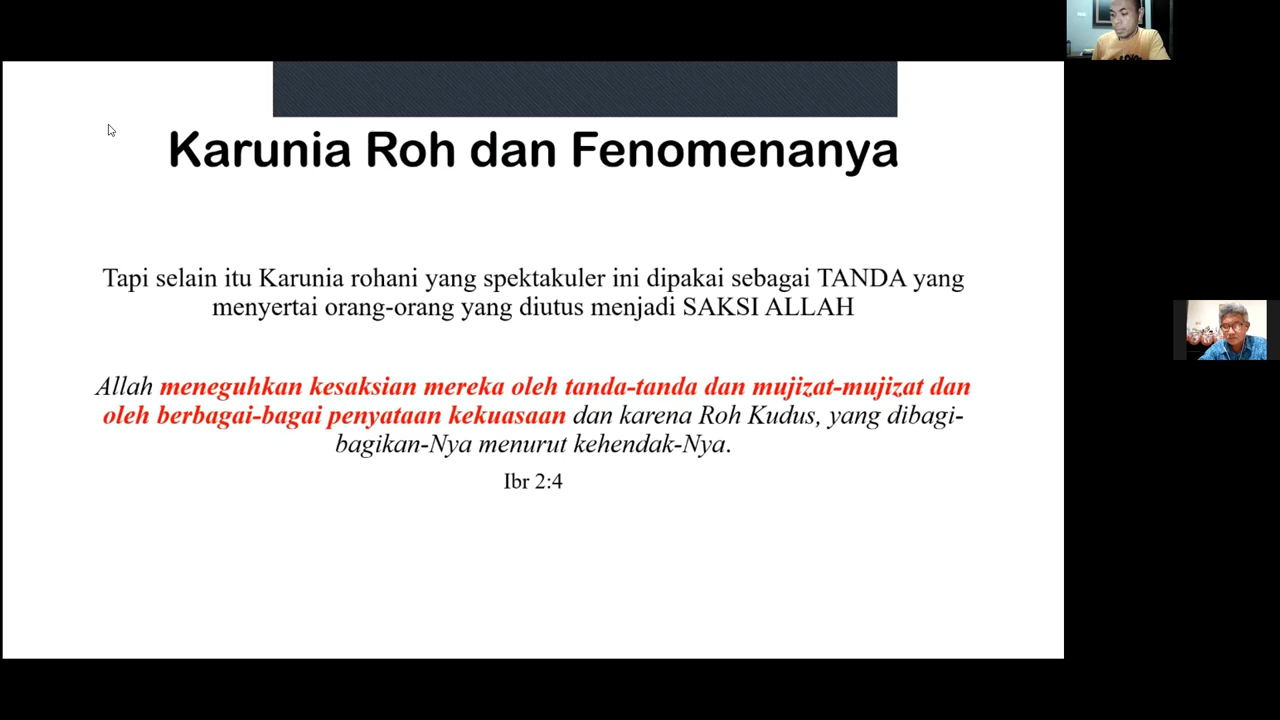 Karunia Roh dan Fenomenanya
Tapi selain itu Karunia rohani yang spektakuler ini dipakai sebagai TANDA yang
menyertai orang-orang yang diutus menjadi SAKSI ALLAH
Allah meneguhkan kesaksian mereka oleh tanda-tanda dan mujizat-mujizat dan
oleh berbagai-bagai penyataan kekuasaan dan karena Roh Kudus, yang dibagi-
bagikan-Nya menurut kehendak-Nya.
Ibr 2:4